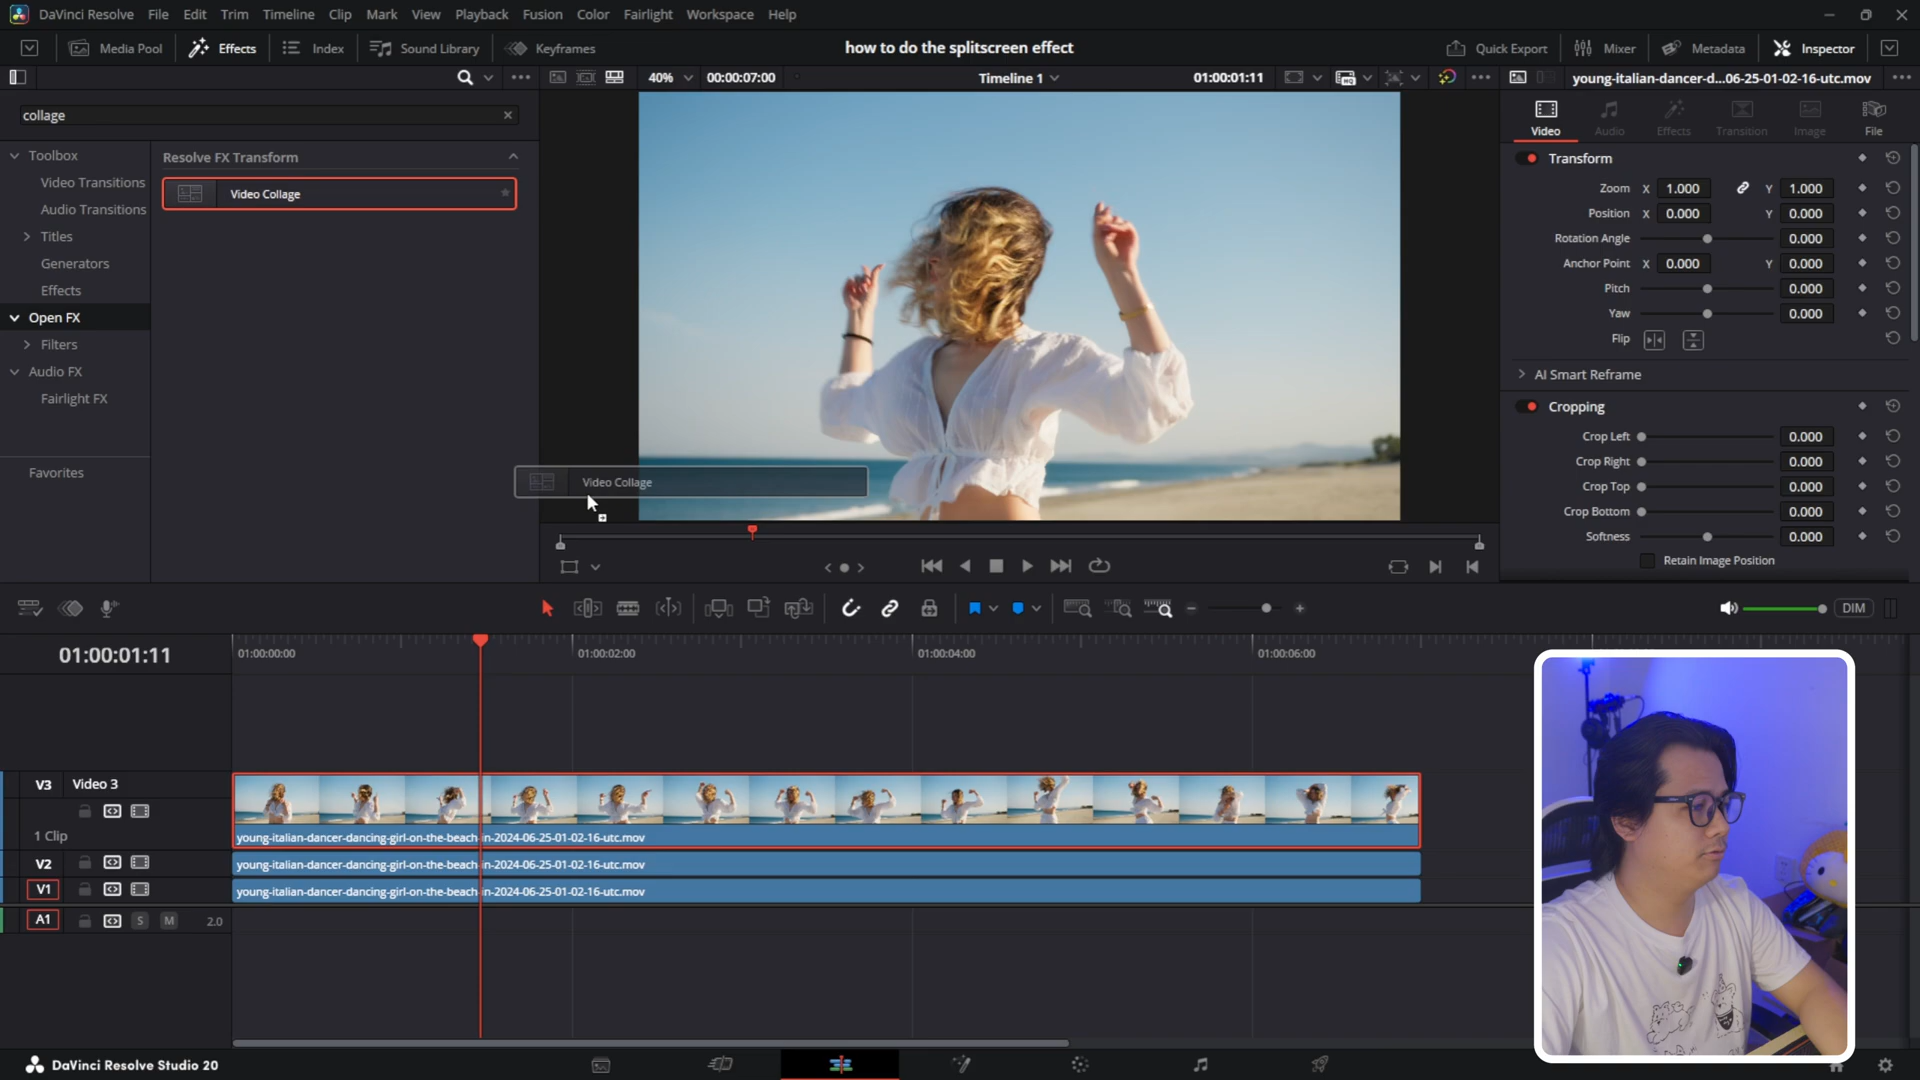 DaVinci Resolve File Edit Trim Timeline Clip Mark View Playback Fusion Color Fairlight Workspace Help
Media Pool Effects Index Sound Library Keyframes how to do the splitscreen effect Quick Export Mixer Metadata Inspector
40% 00:00:07:00 Timeline 1 01:00:01:11 young-italian-dancer-d...06-25-01-02-16-utc.mov
collage
Video Audio Effects Transition Image File
Toolbox
Video Transitions
Audio Transitions
Titles
Generators
Effects
Open FX
Filters
Audio FX
Fairlight FX
Favorites
Resolve FX Transform
Video Collage
Video Collage
Transform
Zoom X 1.000 Y 1.000
Position X 0.000 Y 0.000
Rotation Angle 0.000
Anchor Point X 0.000 Y 0.000
Pitch 0.000
Yaw 0.000
Flip
AI Smart Reframe
Cropping
Crop Left 0.000
Crop Right 0.000
Crop Top 0.000
Crop Bottom 0.000
Softness 0.000
Retain Image Position
DIM
01:00:01:11
01:00:00:00 01:00:02:00 01:00:04:00 01:00:06:00
V3 Video 3
1 Clip
young-italian-dancer-dancing-girl-on-the-beach-in-2024-06-25-01-02-16-utc.mov
V2 young-italian-dancer-dancing-girl-on-the-beach-in-2024-06-25-01-02-16-utc.mov
V1 young-italian-dancer-dancing-girl-on-the-beach-in-2024-06-25-01-02-16-utc.mov
A1 S M 2.0
DaVinci Resolve Studio 20